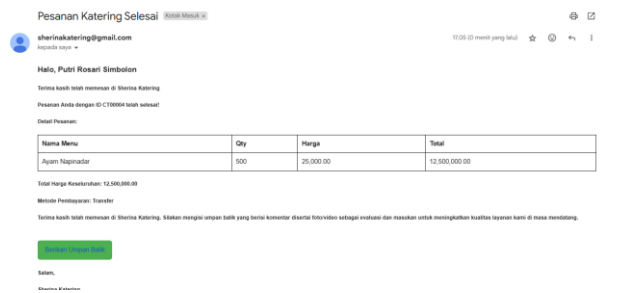 Pesanan Katering Selesai Kotak Masuk ×
sherinakatering@gmail.com 17.05 (0 menit yang lalu)
kepada saya
Halo, Putri Rosari Simbolon
Terima kasih telah memesan di Sherina Katering
Pesanan Anda dengan ID CT00004 telah selesai!
Detail Pesanan:
Nama Menu Qty Harga Total
Ayam Napinadar 500 25,000.00 12,500,000.00
Total Harga Keseluruhan: 12,500,000.00
Metode Pembayaran: Transfer
Terima kasih telah memesan di Sherina Katering. Silakan mengisi umpan balik yang berisi komentar disertai foto/video sebagai evaluasi dan masukan untuk meningkatkan kualitas layanan kami di masa mendatang.
Berikan Umpan Balik
Salam,
Sherina Katering